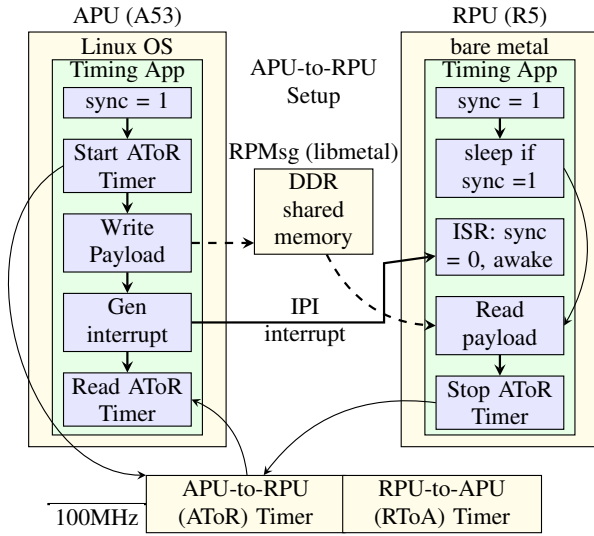 APU (A53)
Linux OS
Timing App
sync = 1
Start AToR
Timer
Write
Payload
Gen
interrupt
Read AToR
Timer
APU-to-RPU
Setup
RPMsg (libmetal)
DDR
shared
memory
IPI
interrupt
RPU (R5)
bare metal
Timing App
sync = 1
sleep if
sync =1
ISR: sync
= 0, awake
Read
payload
Stop AToR
Timer
100MHz
APU-to-RPU
(AToR) Timer
RPU-to-APU
(RToA) Timer